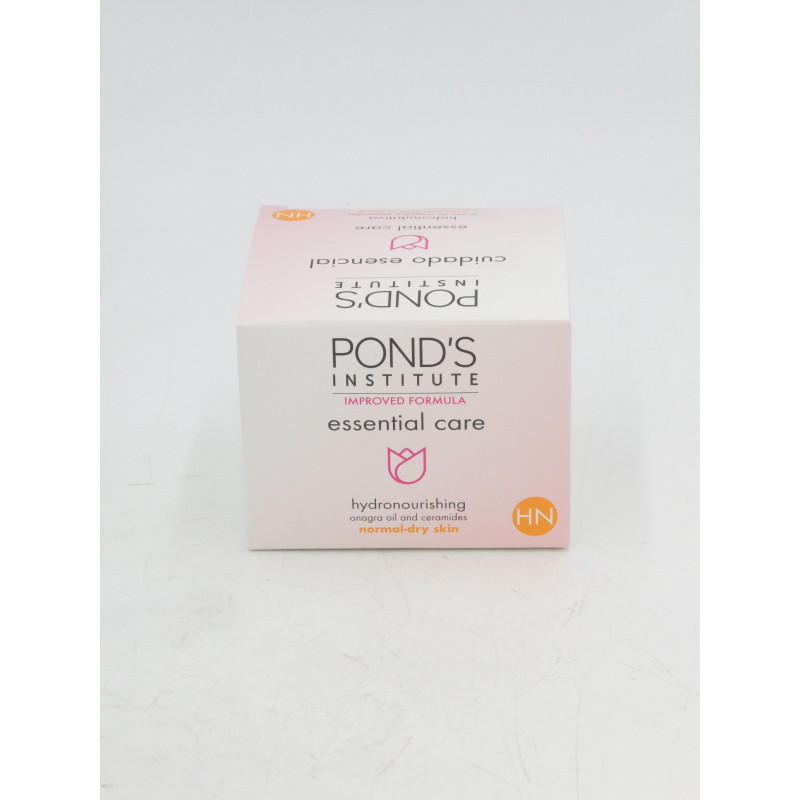 POND'S
INSTITUTE
cuidado esencial
essential care
hidronutritiva
HN
POND'S
INSTITUTE
IMPROVED FORMULA
essential care
hydronourishing
onagra oil and ceramides
normal-dry skin
HN